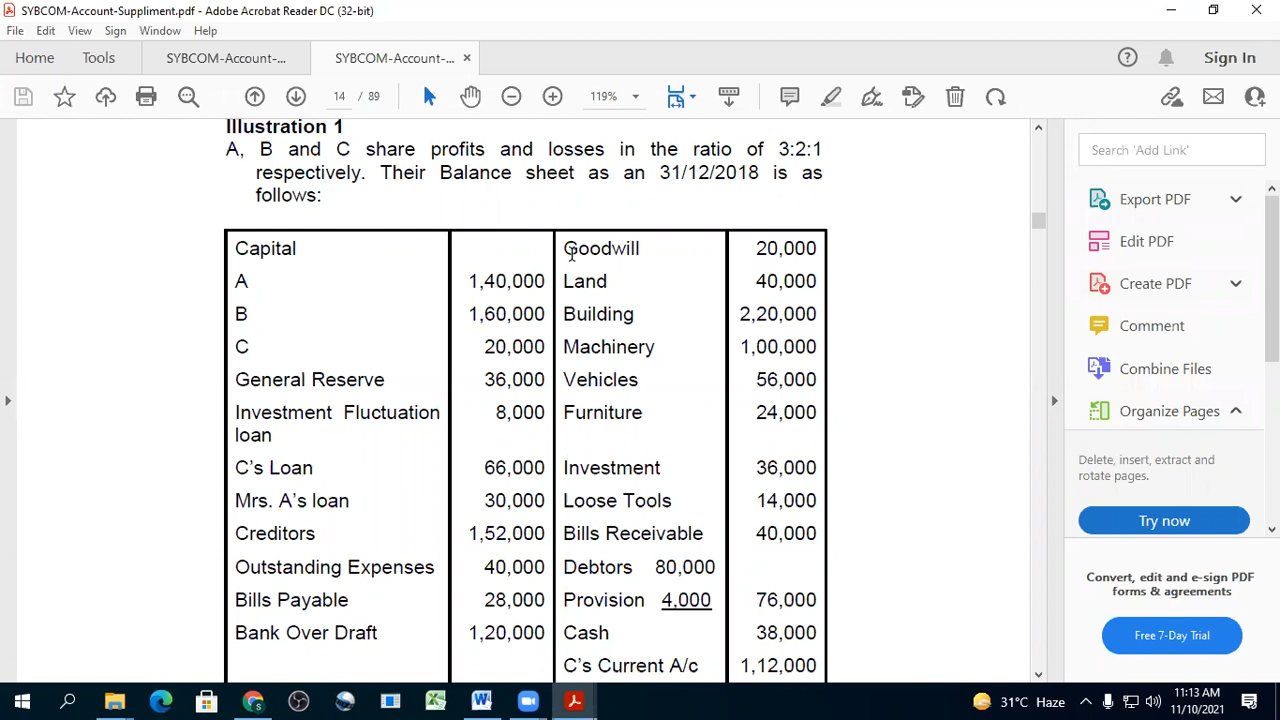 SYBCOM-Account-Suppliment.pdf - Adobe Acrobat Reader DC (32-bit)
File Edit View Sign Window Help
Home Tools SYBCOM-Account-... SYBCOM-Account-... × Sign In
14 / 89 119%
Illustration 1
A, B and C share profits and losses in the ratio of 3:2:1
respectively. Their Balance sheet as an 31/12/2018 is as
follows:
Capital Goodwill 20,000
A 1,40,000 Land 40,000
B 1,60,000 Building 2,20,000
C 20,000 Machinery 1,00,000
General Reserve 36,000 Vehicles 56,000
Investment Fluctuation 8,000 Furniture 24,000
loan
C's Loan 66,000 Investment 36,000
Mrs. A's loan 30,000 Loose Tools 14,000
Creditors 1,52,000 Bills Receivable 40,000
Outstanding Expenses 40,000 Debtors 80,000
Bills Payable 28,000 Provision 4,000 76,000
Bank Over Draft 1,20,000 Cash 38,000
C's Current A/c 1,12,000
Search 'Add Link'
Export PDF
Edit PDF
Create PDF
Comment
Combine Files
Organize Pages
Delete, insert, extract and
rotate pages.
Try now
Convert, edit and e-sign PDF
forms & agreements
Free 7-Day Trial
31°C Haze
11:13 AM
11/10/2021